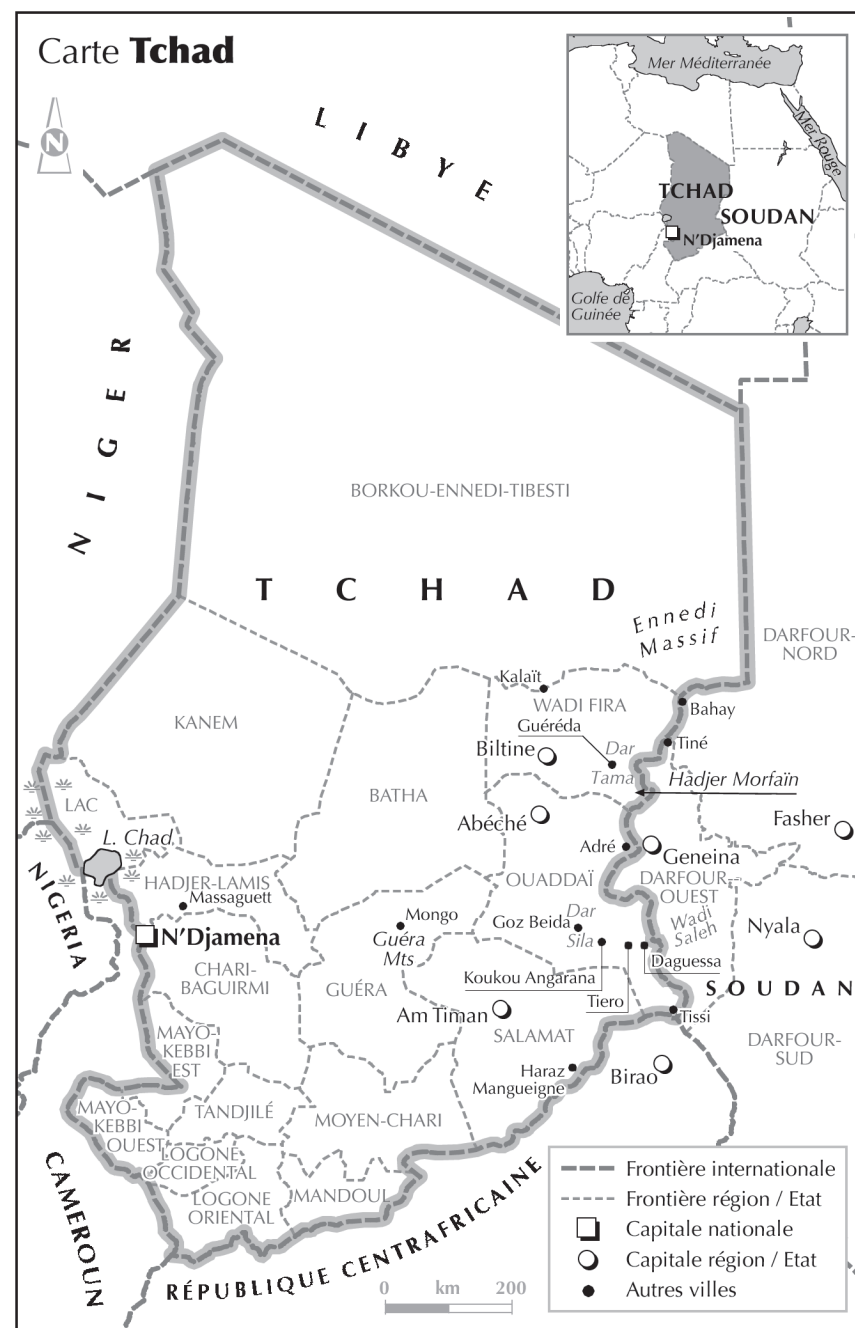 Carte Tchad
N
LIBYE
Mer Méditerranée
Mer Rouge
TCHAD
SOUDAN
N'Djamena
Golfe de
Guinée
NIGER
BORKOU-ENNEDI-TIBESTI
TCHAD
Ennedi
Massif
DARFOUR-
NORD
Kalaït
WADI FIRA
Bahay
KANEM
Guéréda
Tiné
Biltine
Dar
Tama
Hadjer Morfaïn
BATHA
LAC
Abéché
Fasher
L. Chad
Adré
Geneina
NIGERIA
HADJER-LAMIS
OUADDAÏ
DARFOUR-
OUEST
Massaguett
Mongo
Guéra
Mts
Goz Beida
Dar
Sila
Wadi
Saleh
Nyala
N'Djamena
Daguessa
CHARI-
BAGUIRMI
GUÉRA
Koukou Angarana
Tiero
SOUDAN
Am Timan
Tissi
SALAMAT
MAYO-
KEBBI
EST
DARFOUR-
SUD
Haraz
Mangueigne
Birao
MAYO-
KEBBI
OUEST
TANDJILÉ
MOYEN-CHARI
LOGONE
OCCIDENTAL
LOGONE
ORIENTAL
MANDOUL
CAMEROUN
RÉPUBLIQUE CENTRAFRICAINE
Frontière internationale
Frontière région / Etat
Capitale nationale
Capitale région / Etat
Autres villes
0 km 200